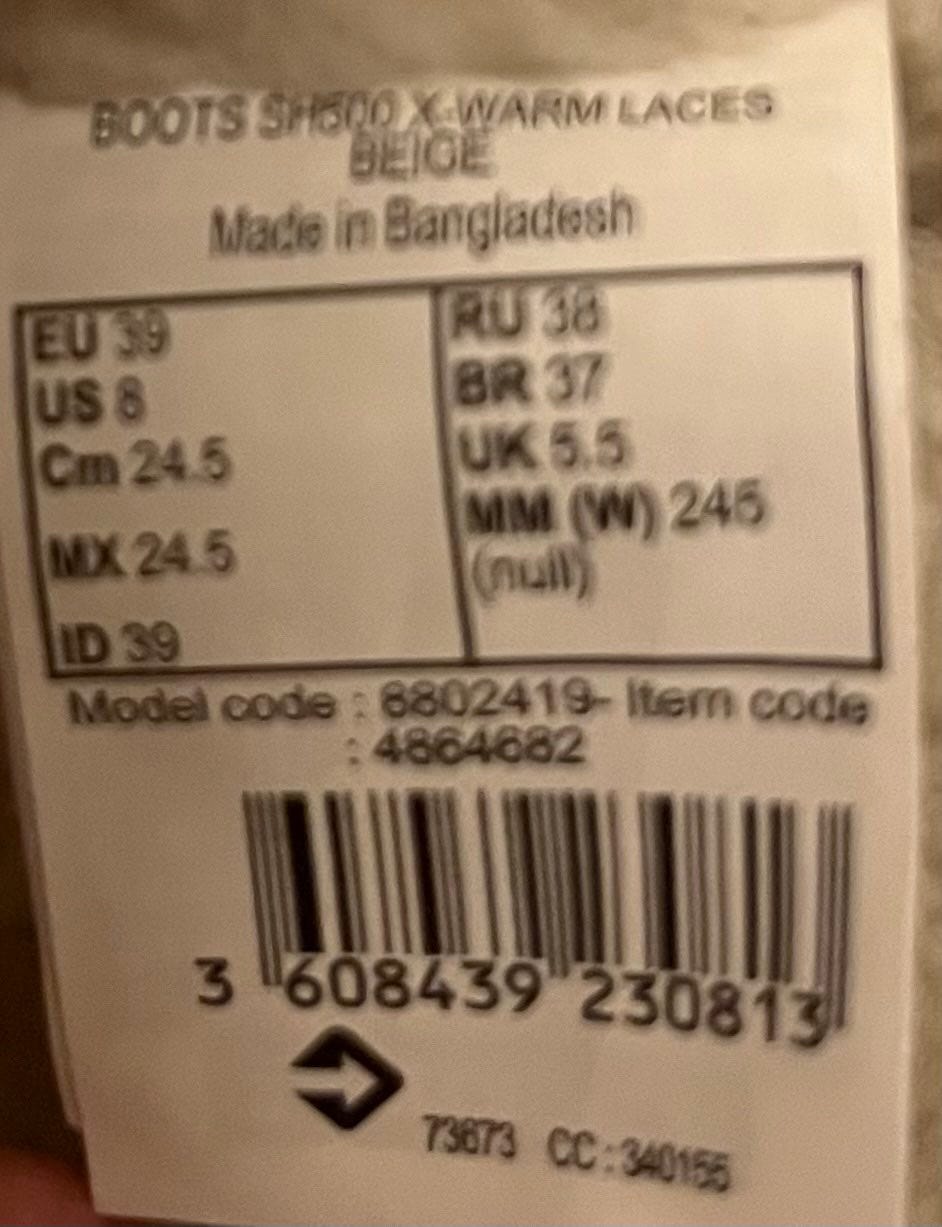 BOOTS SH500 X-WARM LACES
BEIGE
Made in Bangladesh
EU 39
US 8
Cm 24.5
MX 24.5
ID 39
RU 38
BR 37
UK 5.5
MM (W) 245
(null)
Model code : 8802419- Item code
: 4864682
3 608439 230813
73873 CC:340155